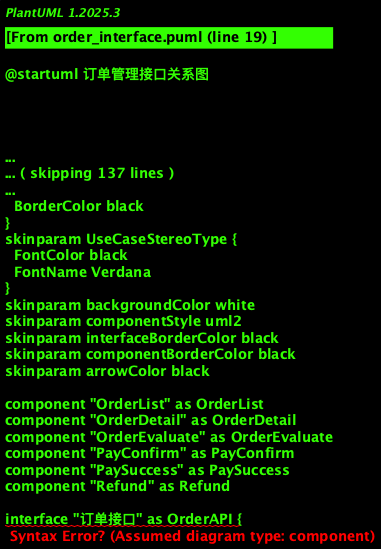 PlantUML 1.2025.3
[From order_interface.puml (line 19) ]
@startuml 订单管理接口关系图
...
... ( skipping 137 lines )
...
BorderColor black
}
skinparam UseCaseStereoType {
FontColor black
FontName Verdana
}
skinparam backgroundColor white
skinparam componentStyle uml2
skinparam interfaceBorderColor black
skinparam componentBorderColor black
skinparam arrowColor black
component "OrderList" as OrderList
component "OrderDetail" as OrderDetail
component "OrderEvaluate" as OrderEvaluate
component "PayConfirm" as PayConfirm
component "PaySuccess" as PaySuccess
component "Refund" as Refund
interface "订单接口" as OrderAPI {
Syntax Error? (Assumed diagram type: component)